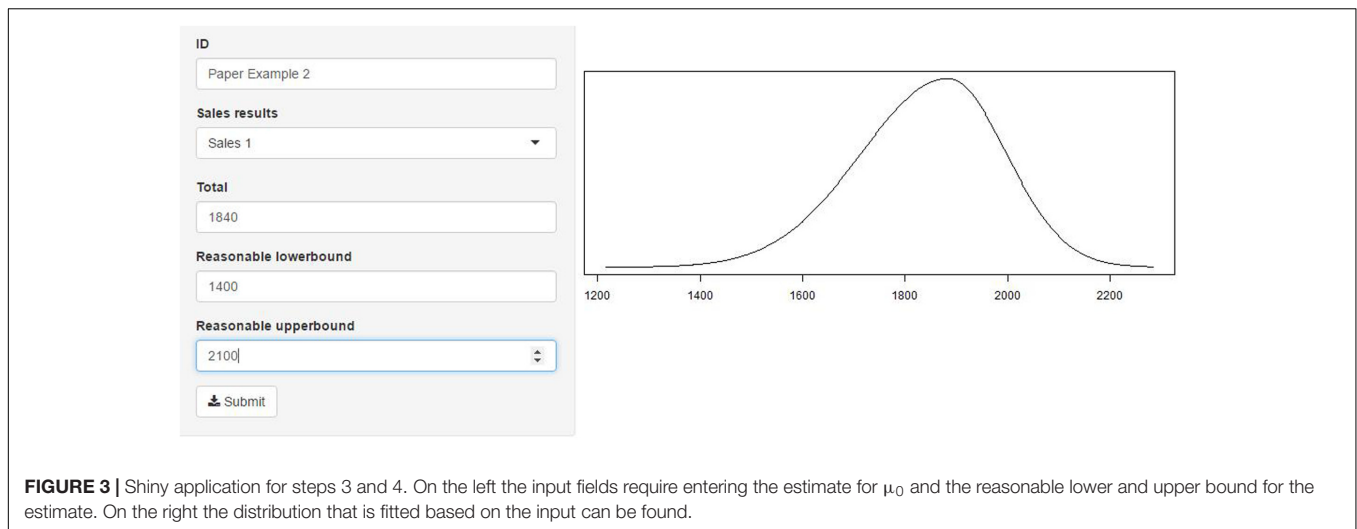 ID
Paper Example 2
Sales results
Sales 1
Total
1840
Reasonable lowerbound
1400
Reasonable upperbound
2100
Submit
1200 1400 1600 1800 2000 2200
FIGURE 3 | Shiny application for steps 3 and 4. On the left the input fields require entering the estimate for μ₀ and the reasonable lower and upper bound for the
estimate. On the right the distribution that is fitted based on the input can be found.